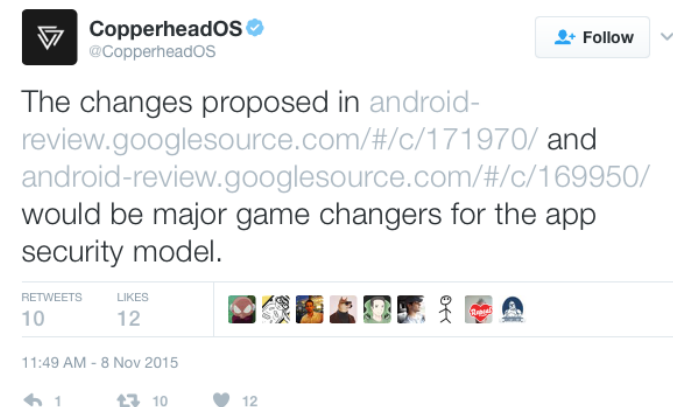 CopperheadOS
@CopperheadOS
Follow
The changes proposed in android-
review.googlesource.com/#/c/171970/ and
android-review.googlesource.com/#/c/169950/
would be major game changers for the app
security model.
RETWEETS LIKES
10 12
11:49 AM - 8 Nov 2015
1 10 12